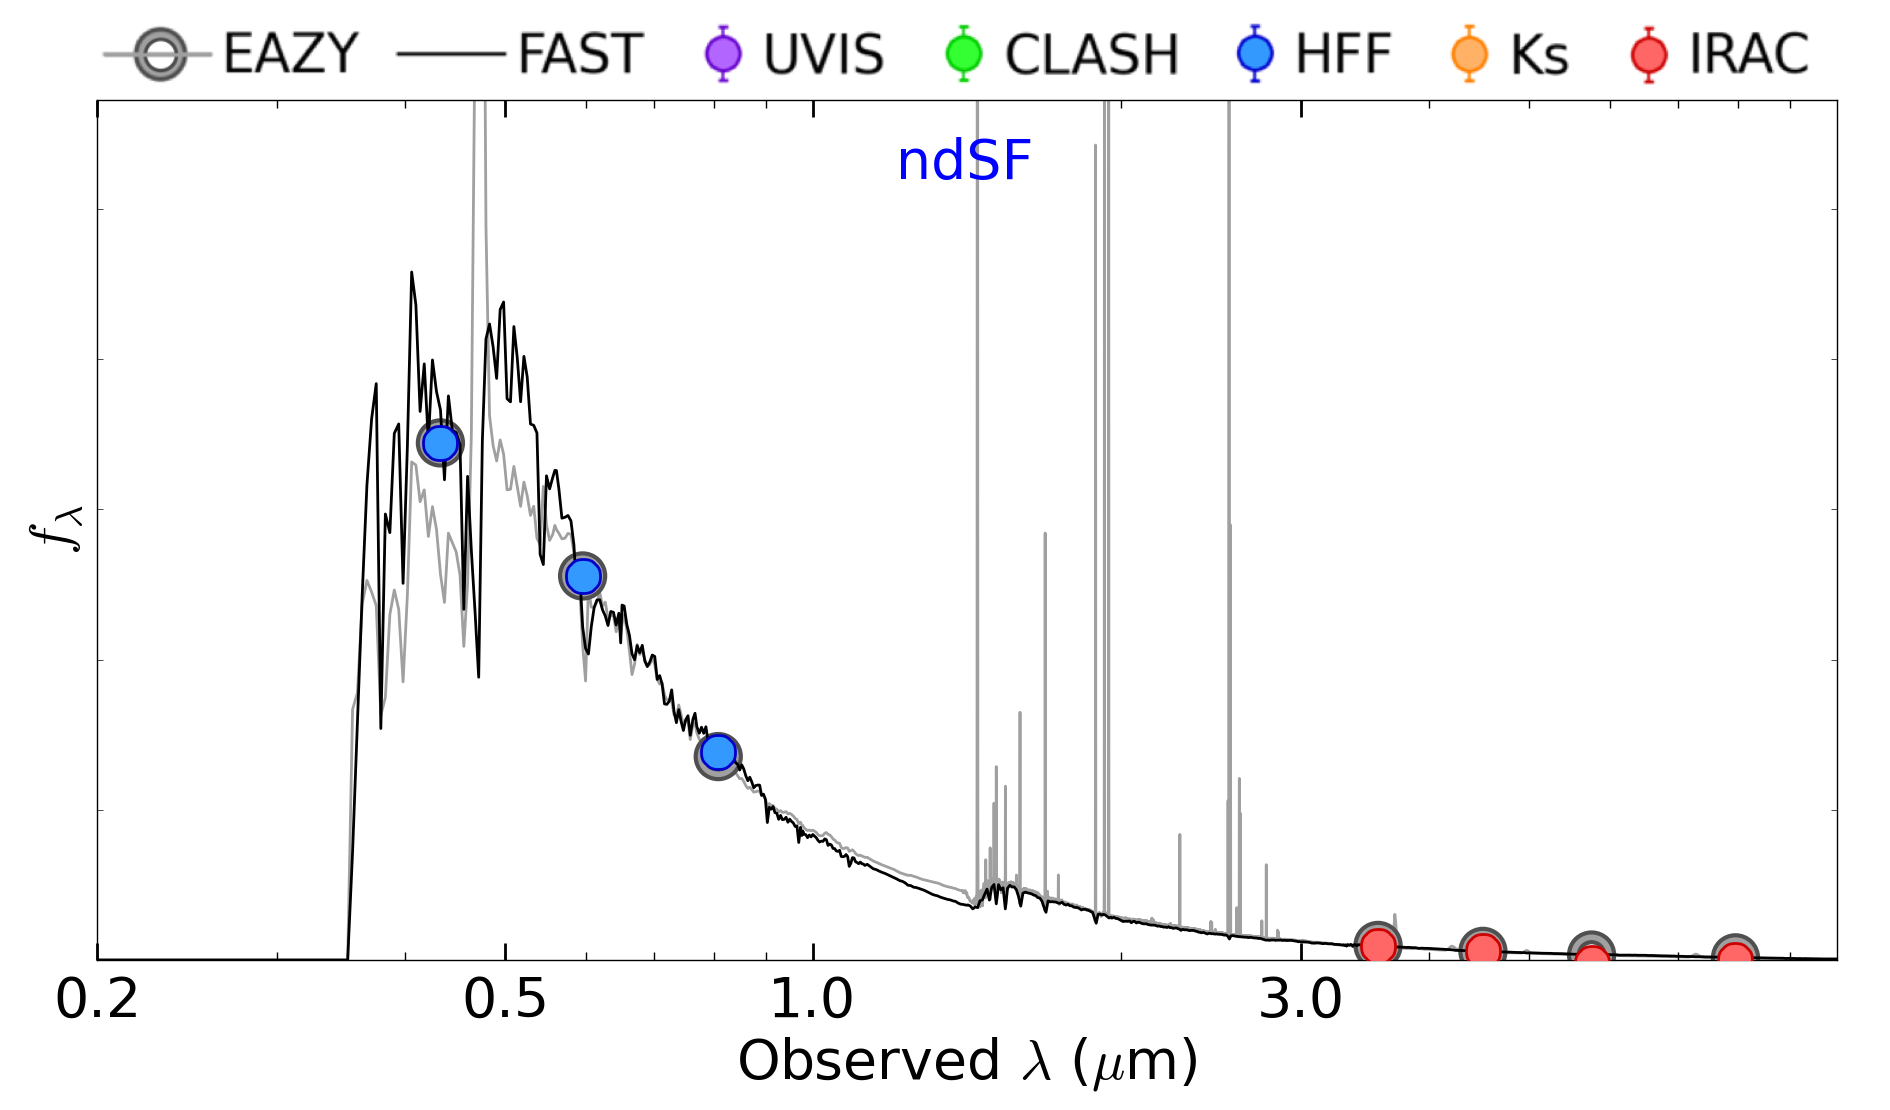 EAZY FAST UVIS CLASH HFF Ks IRAC
ndSF
fλ
0.2 0.5 1.0 3.0
Observed λ (μm)